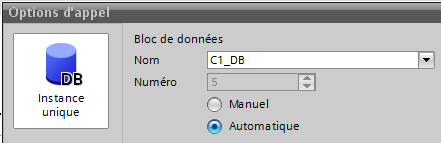 Options d'appel
Bloc de données
Nom
C1_DB
Numéro
5
DB
Instance
unique
Manuel
Automatique